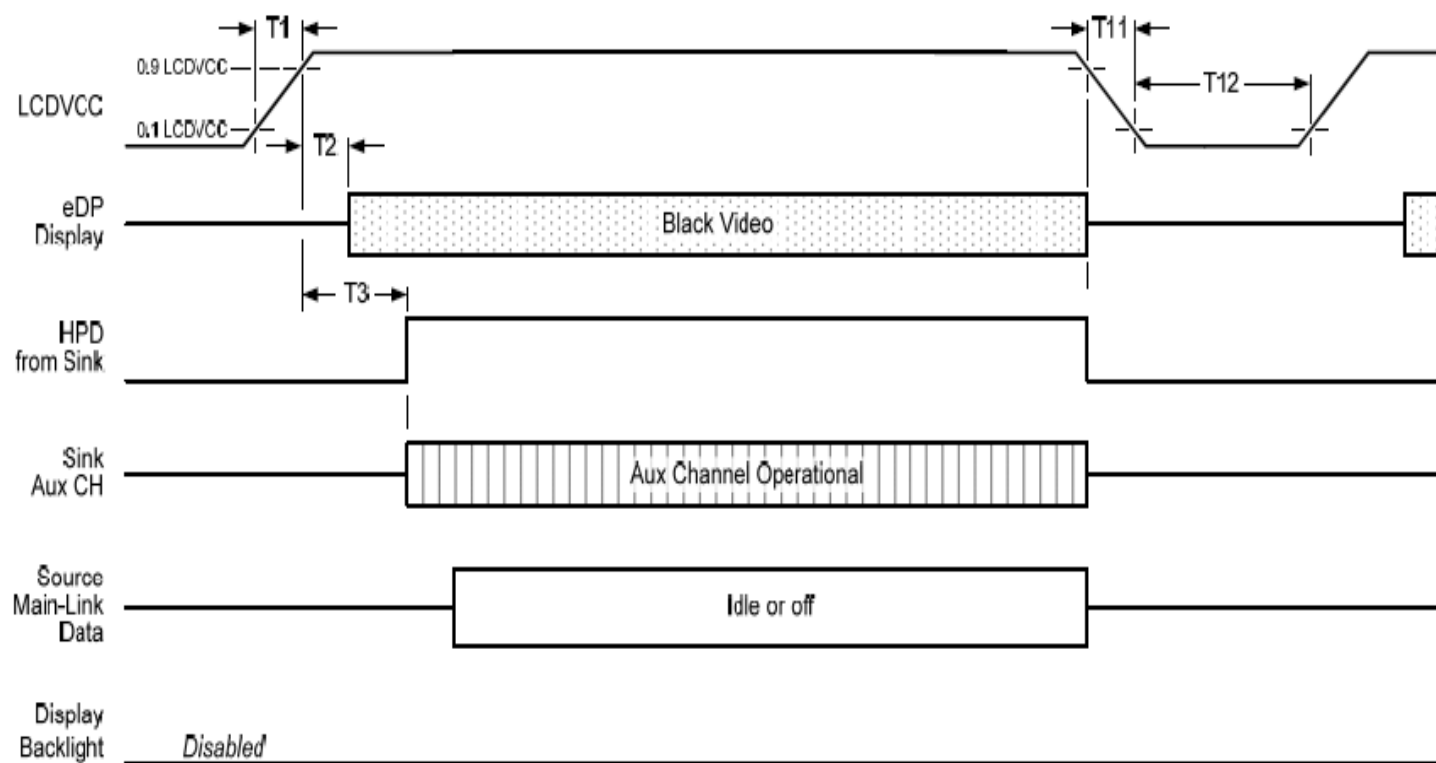 T1
T11
0.9 LCDVCC
LCDVCC
T12
0.1 LCDVCC
T2
eDP
Display
Black Video
T3
HPD
from Sink
Sink
Aux CH
Aux Channel Operational
Source
Main-Link
Data
Idle or off
Display
Backlight
Disabled